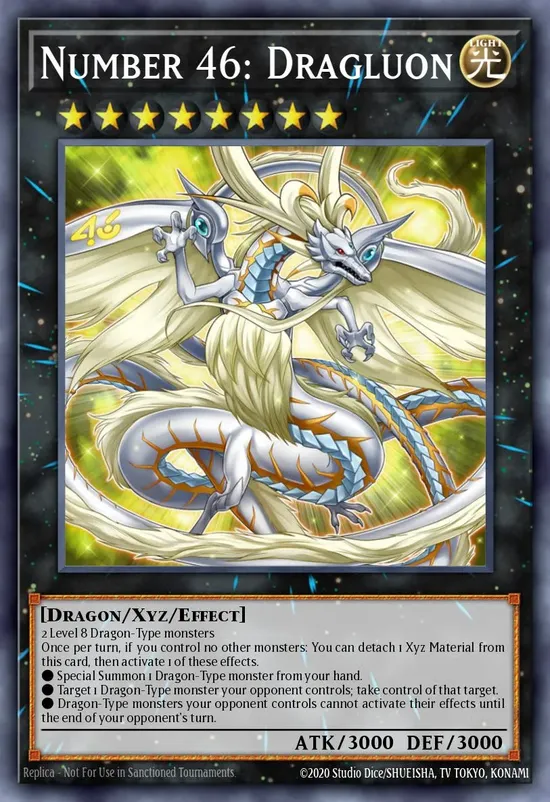 NUMBER 46: DRAGLUON
LIGHT
光
46
[DRAGON/XYZ/EFFECT]
2 Level 8 Dragon-Type monsters
Once per turn, if you control no other monsters: You can detach 1 Xyz Material from
this card, then activate 1 of these effects.
● Special Summon 1 Dragon-Type monster from your hand.
● Target 1 Dragon-Type monster your opponent controls; take control of that target.
● Dragon-Type monsters your opponent controls cannot activate their effects until
the end of your opponent's turn.
ATK/3000 DEF/3000
Replica - Not For Use in Sanctioned Tournaments
©2020 Studio Dice/SHUEISHA, TV TOKYO, KONAMI